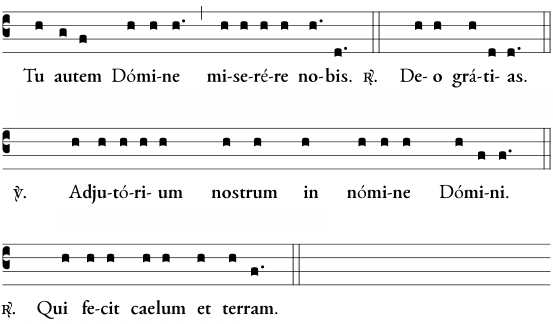 Tu autem Dómi-ne mi-se-ré-re no-bis. ℟. De-o grá-ti-as.
℣. Adju-tó-ri-um nostrum in nómi-ne Dómi-ni.
℟. Qui fe-cit caelum et terram.